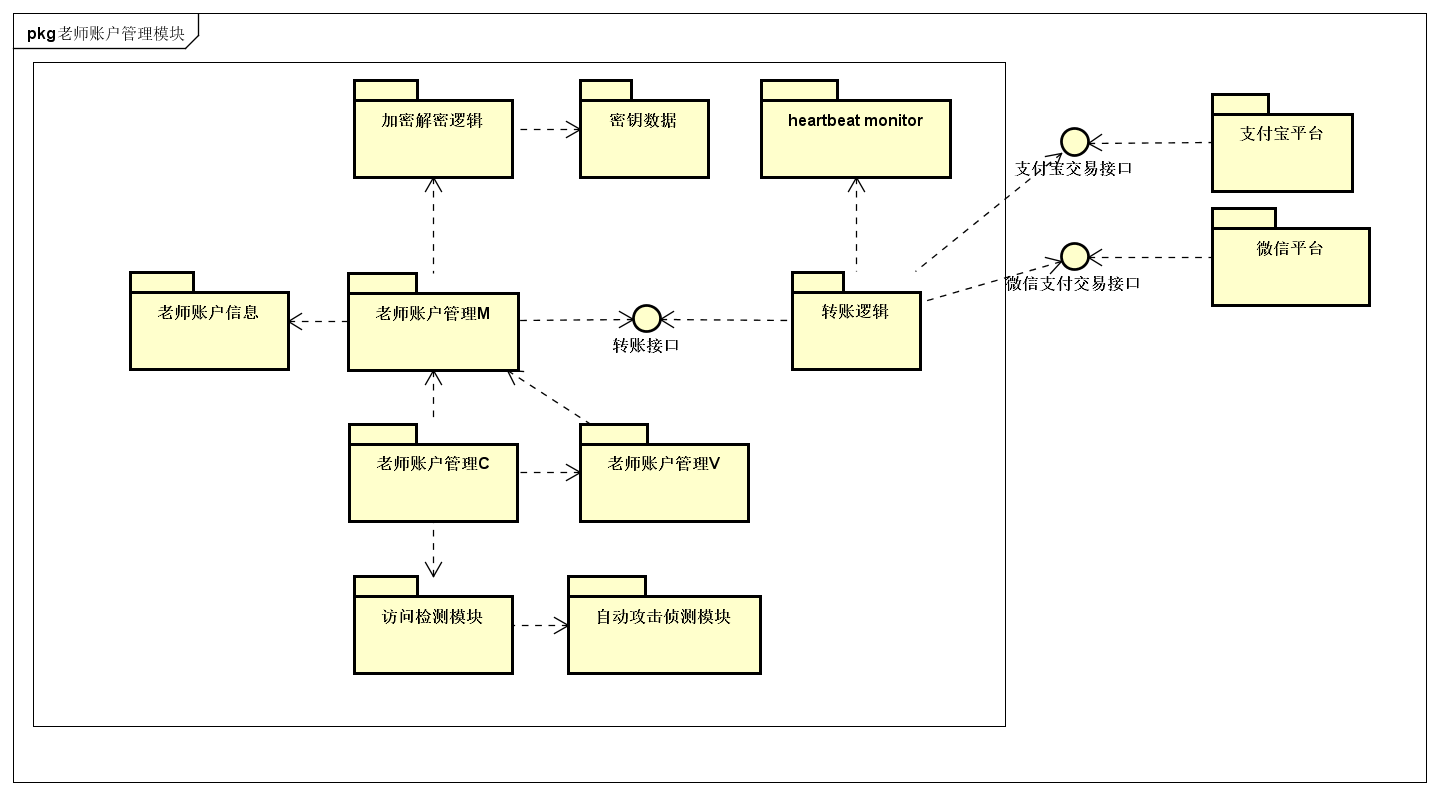 pkg 老师账户管理模块
加密解密逻辑
密钥数据
heartbeat monitor
支付宝平台
支付宝交易接口
微信平台
微信支付交易接口
老师账户信息
老师账户管理M
转账接口
转账逻辑
老师账户管理C
老师账户管理V
访问检测模块
自动攻击侦测模块